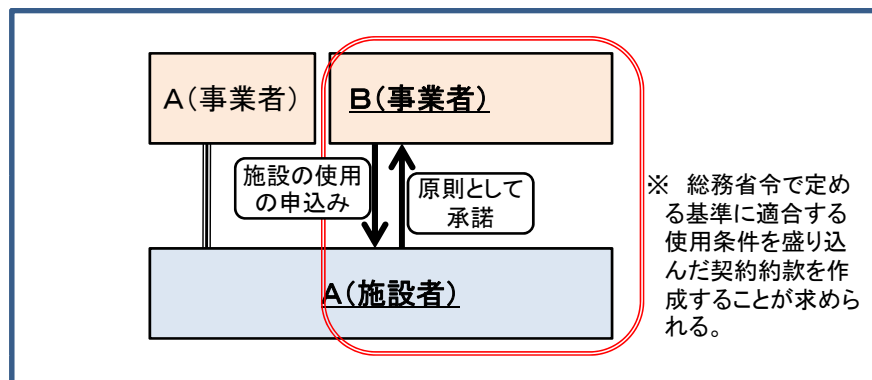 A(事業者)
B(事業者)
施設の使用
の申込み
原則として
承諾
A(施設者)
※ 総務省令で定め
る基準に適合する
使用条件を盛り込
んだ契約約款を作
成することが求めら
れる。